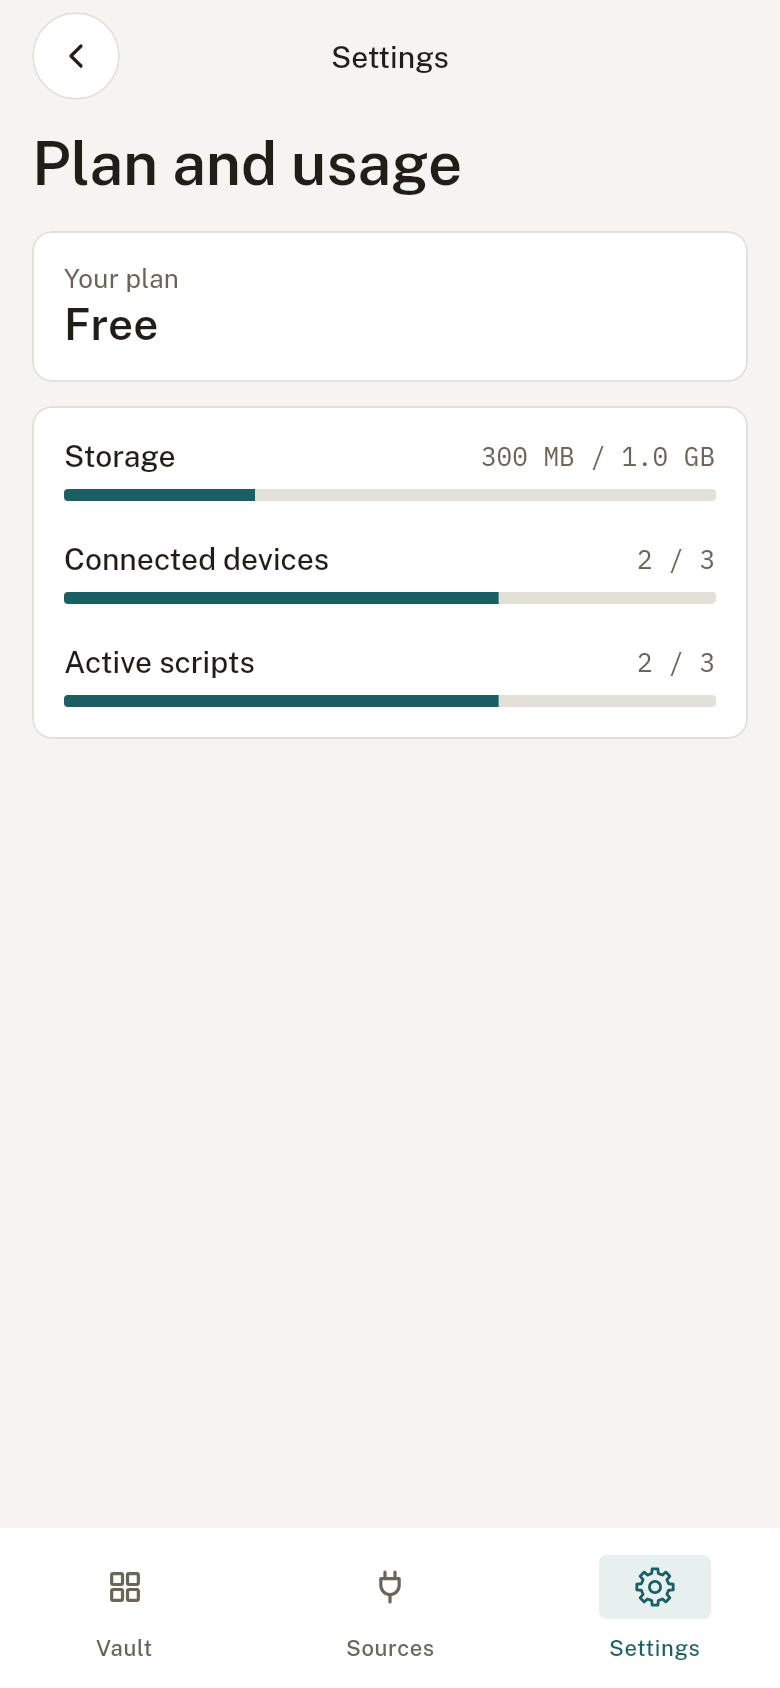 Settings
Plan and usage
Your plan
Free
Storage 300 MB / 1.0 GB
Connected devices 2 / 3
Active scripts 2 / 3
Vault Sources Settings